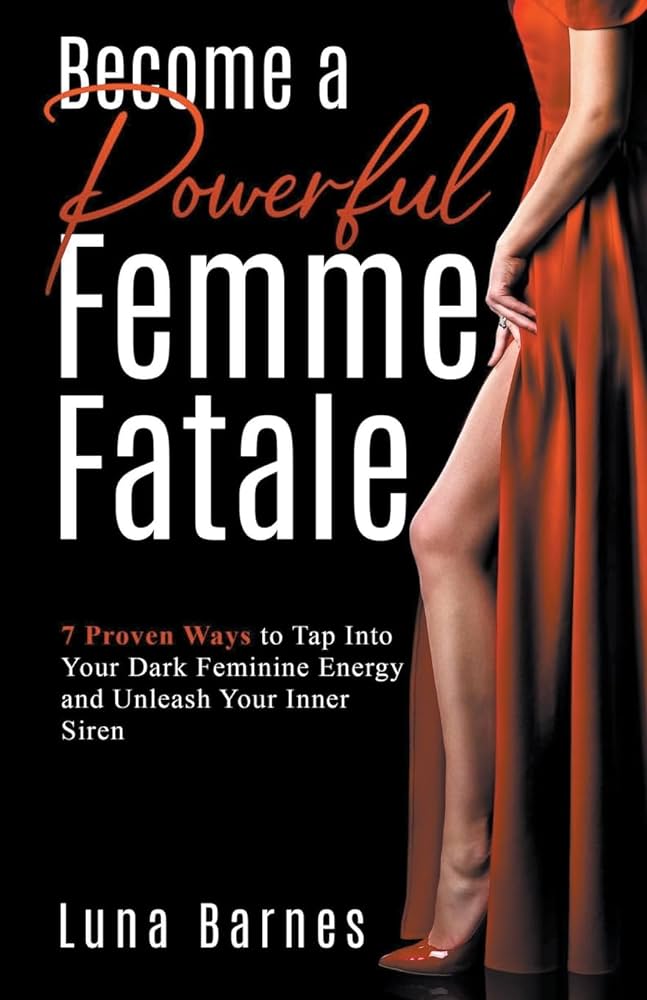 Become a
Powerful
Femme
Fatale
7 Proven Ways to Tap Into
Your Dark Feminine Energy
and Unleash Your Inner
Siren
Luna Barnes